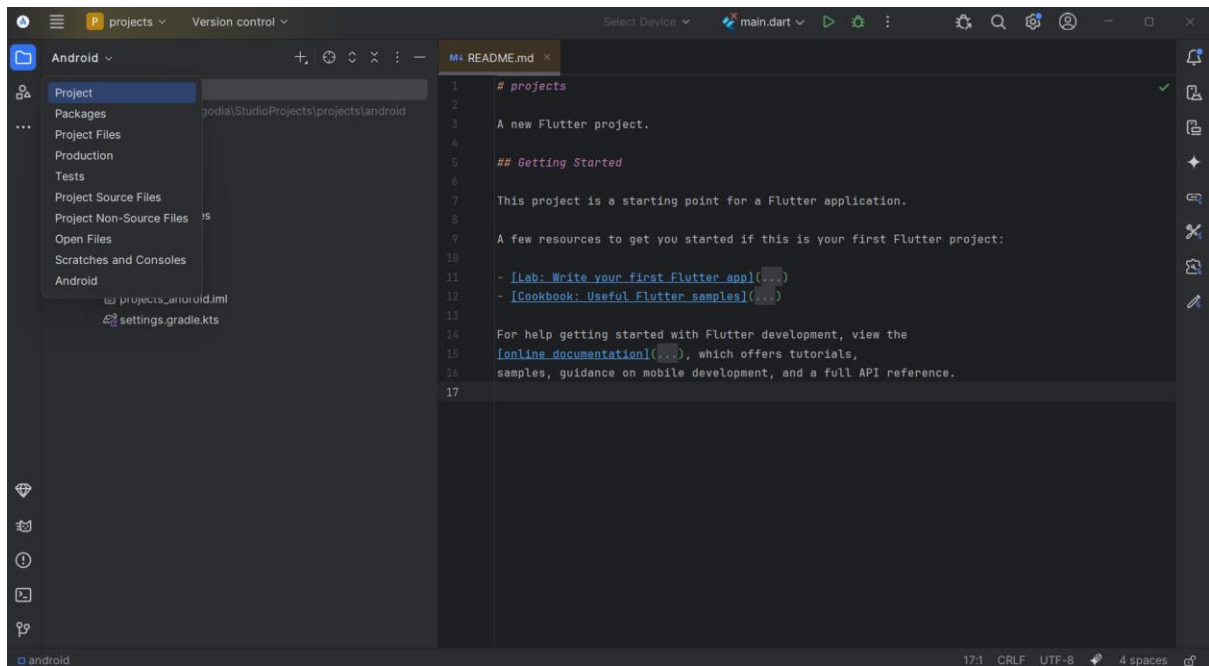 P projects Version control Select Device main.dart
Android
Project
Packages
godia\StudioProjects\projects\android
Project Files
Production
Tests
Project Source Files
Project Non-Source Files
es
Open Files
Scratches and Consoles
Android
projects_android.iml
settings.gradle.kts
M↓ README.md
1 # projects
2
3 A new Flutter project.
4
5 ## Getting Started
6
7 This project is a starting point for a Flutter application.
8
9 A few resources to get you started if this is your first Flutter project:
10
11 - [Lab: Write your first Flutter app](...)
12 - [Cookbook: Useful Flutter samples](...)
13
14 For help getting started with Flutter development, view the
15 [online documentation](...), which offers tutorials,
16 samples, guidance on mobile development, and a full API reference.
17
android 17:1 CRLF UTF-8 4 spaces